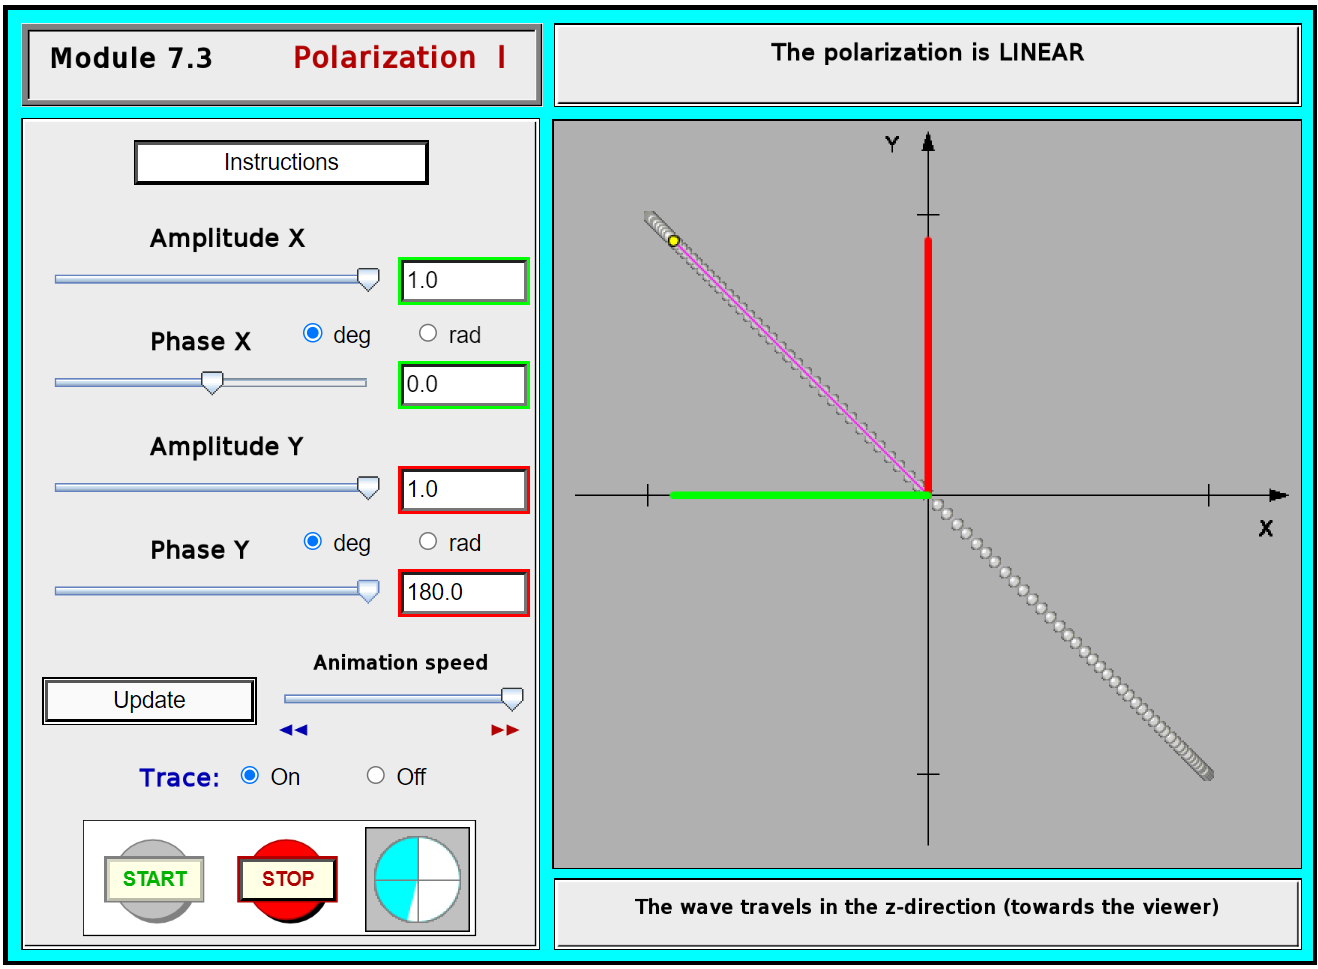 Module 7.3 Polarization I
The polarization is LINEAR
Instructions
Amplitude X
1.0
Phase X deg rad
0.0
Amplitude Y
1.0
Phase Y deg rad
180.0
Animation speed
Update
Trace: On Off
START STOP
Y
X
The wave travels in the z-direction (towards the viewer)